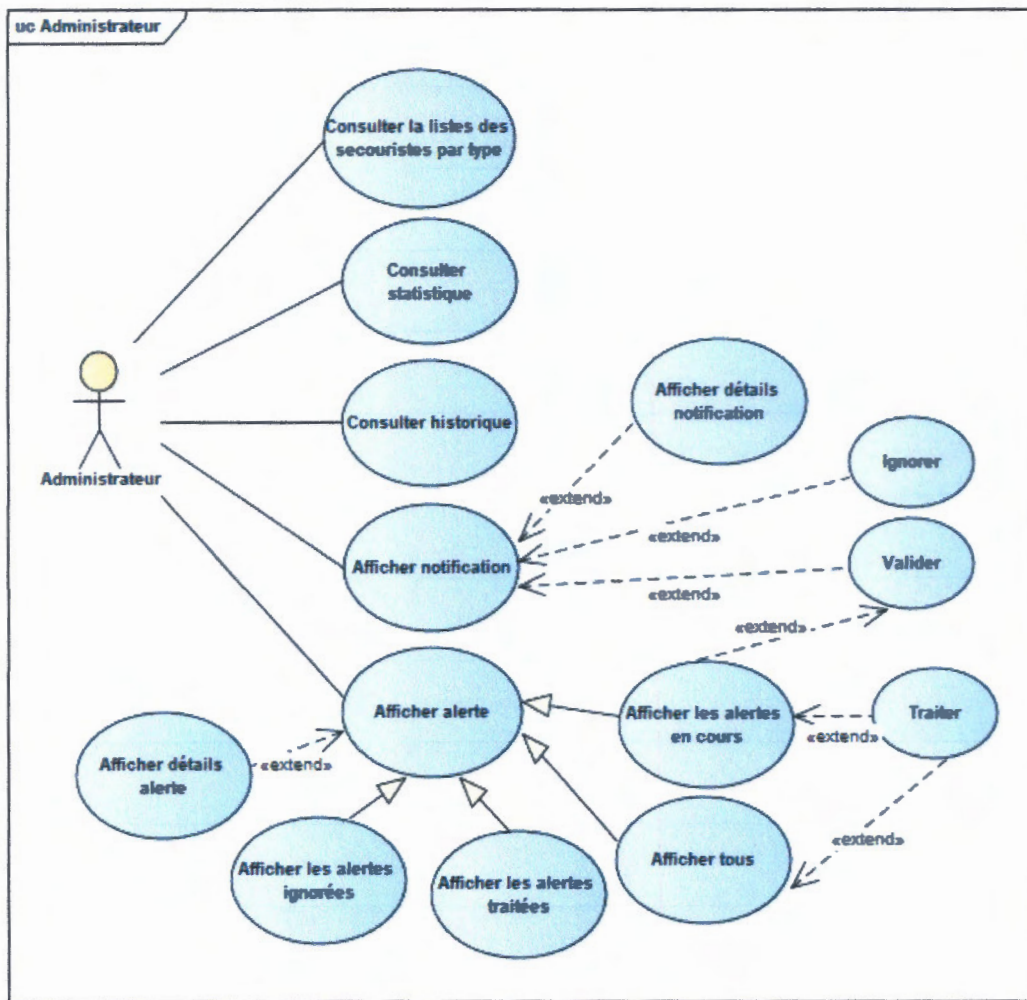 uc Administrateur
Consulter la listes des
secouristes par type
Consulter
statistique
Afficher détails
notification
Consulter historique
Ignorer
Administrateur
«extend»
«extend»
Afficher notification
Valider
«extend»
«extend»
Afficher alerte
Afficher les alertes
en cours
Traiter
«extend»
Afficher détails
alerte
«extend»
«extend»
Afficher tous
Afficher les alertes
ignorées
Afficher les alertes
traitées